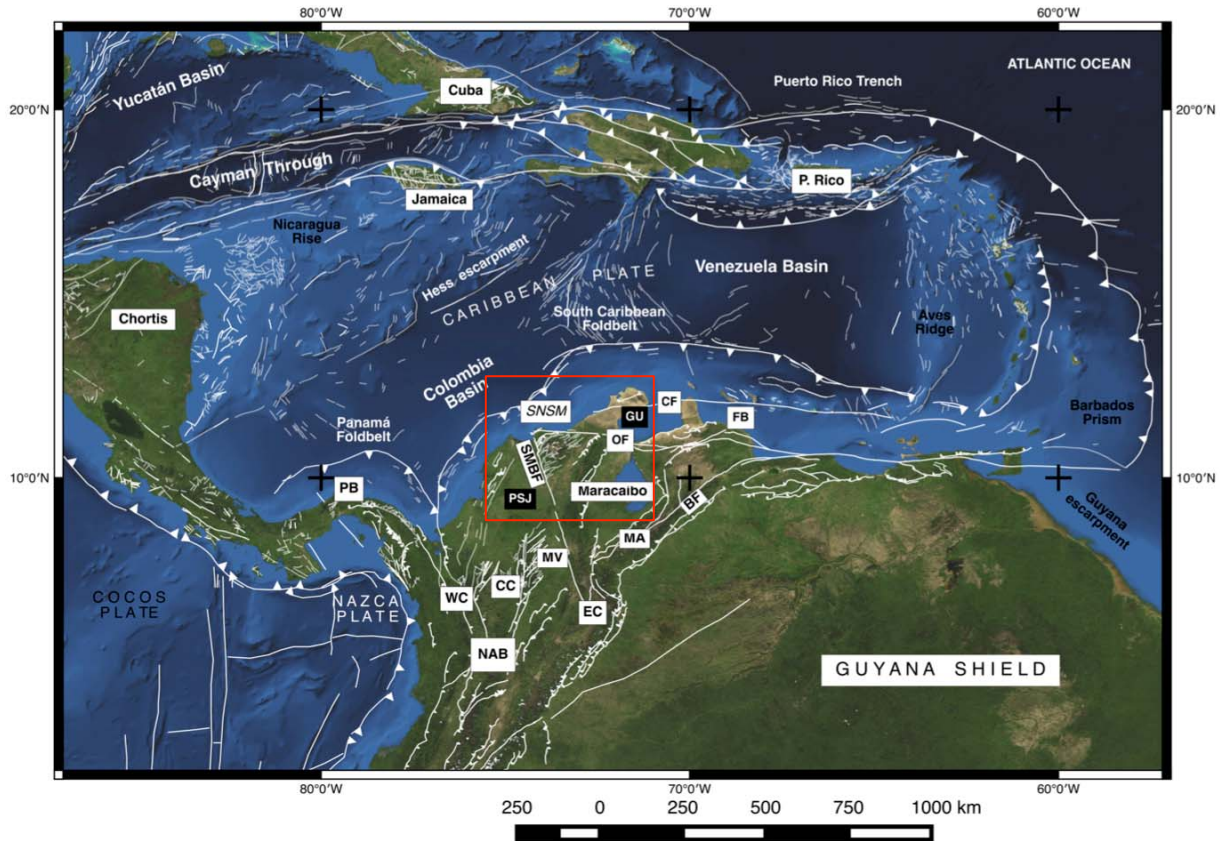 80°0'W 70°0'W 60°0'W
ATLANTIC OCEAN
Yucatán Basin
Puerto Rico Trench
Cuba
20°0'N 20°0'N
Cayman Through
P. Rico
Jamaica
Nicaragua
Rise
Hess escarpment
Venezuela Basin
CARIBBEAN PLATE
Chortis
South Caribbean
Foldbelt
Aves
Ridge
Colombia
Basin
CF
SNSM
GU
FB
Barbados
Prism
Panamá
Foldbelt
OF
SMBF
10°0'N 10°0'N
PB
PSJ
Maracaibo
BF
Guyana
escarpment
MA
MV
CC
WC
COCOS
PLATE
NAZCA
PLATE
EC
NAB
GUYANA SHIELD
80°0'W 70°0'W 60°0'W
250 0 250 500 750 1000 km